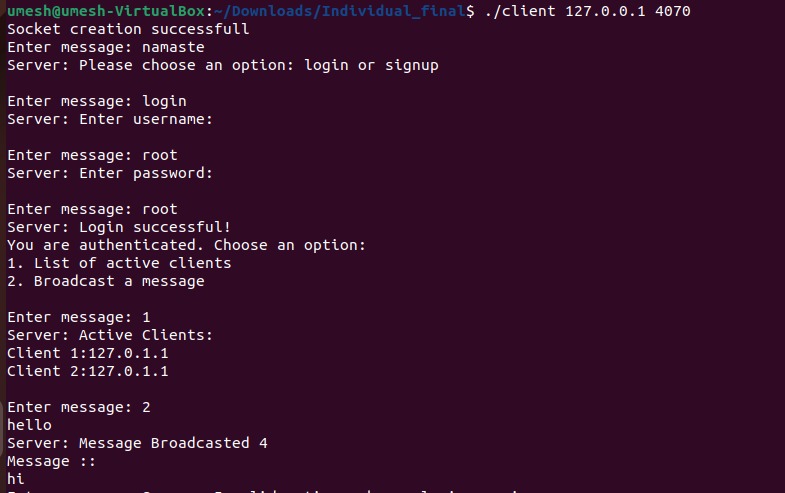 umesh@umesh-VirtualBox:~/Downloads/Individual_final$ ./client 127.0.0.1 4070
Socket creation successfull
Enter message: namaste
Server: Please choose an option: login or signup
Enter message: login
Server: Enter username:
Enter message: root
Server: Enter password:
Enter message: root
Server: Login successful!
You are authenticated. Choose an option:
1. List of active clients
2. Broadcast a message
Enter message: 1
Server: Active Clients:
Client 1:127.0.1.1
Client 2:127.0.1.1
Enter message: 2
hello
Server: Message Broadcasted 4
Message ::
hi